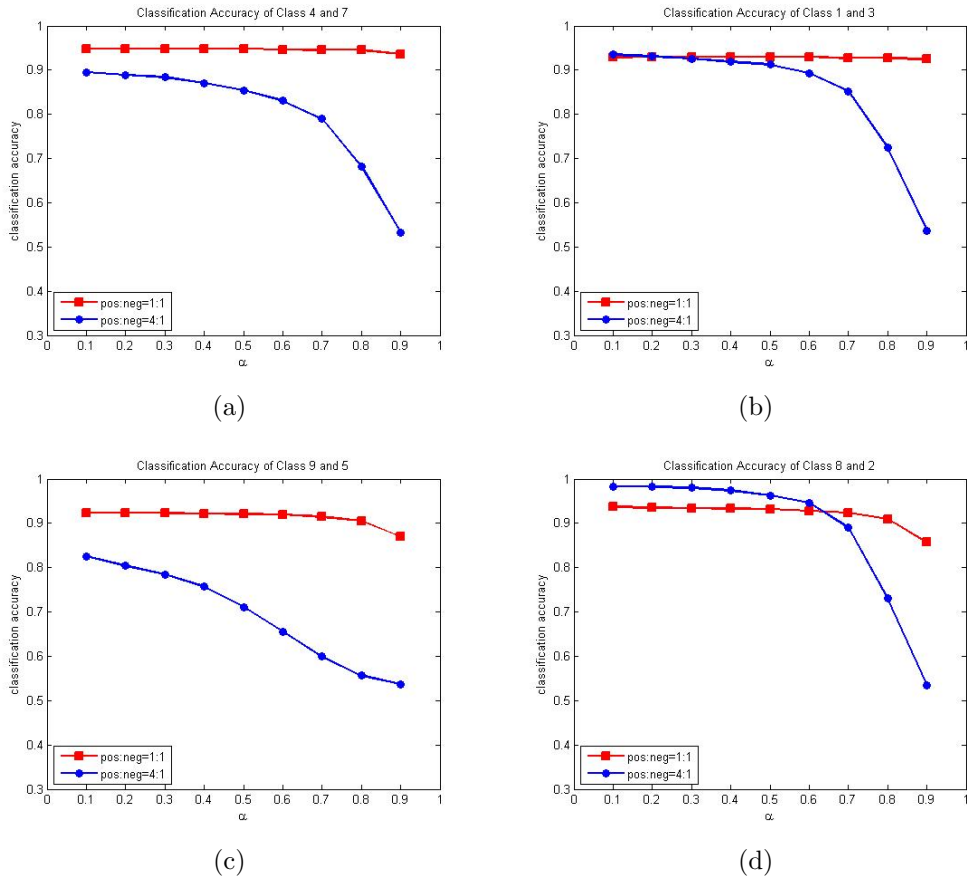 Classification Accuracy of Class 4 and 7
1
0.9
0.8
0.7
0.6
0.5
0.4
0.3
classification accuracy
pos:neg=1:1
pos:neg=4:1
0 0.1 0.2 0.3 0.4 0.5 0.6 0.7 0.8 0.9 1
α
(a)
Classification Accuracy of Class 1 and 3
1
0.9
0.8
0.7
0.6
0.5
0.4
0.3
classification accuracy
pos:neg=1:1
pos:neg=4:1
0 0.1 0.2 0.3 0.4 0.5 0.6 0.7 0.8 0.9 1
α
(b)
Classification Accuracy of Class 9 and 5
1
0.9
0.8
0.7
0.6
0.5
0.4
0.3
classification accuracy
pos:neg=1:1
pos:neg=4:1
0 0.1 0.2 0.3 0.4 0.5 0.6 0.7 0.8 0.9 1
α
(c)
Classification Accuracy of Class 8 and 2
1
0.9
0.8
0.7
0.6
0.5
0.4
0.3
classification accuracy
pos:neg=1:1
pos:neg=4:1
0 0.1 0.2 0.3 0.4 0.5 0.6 0.7 0.8 0.9 1
α
(d)